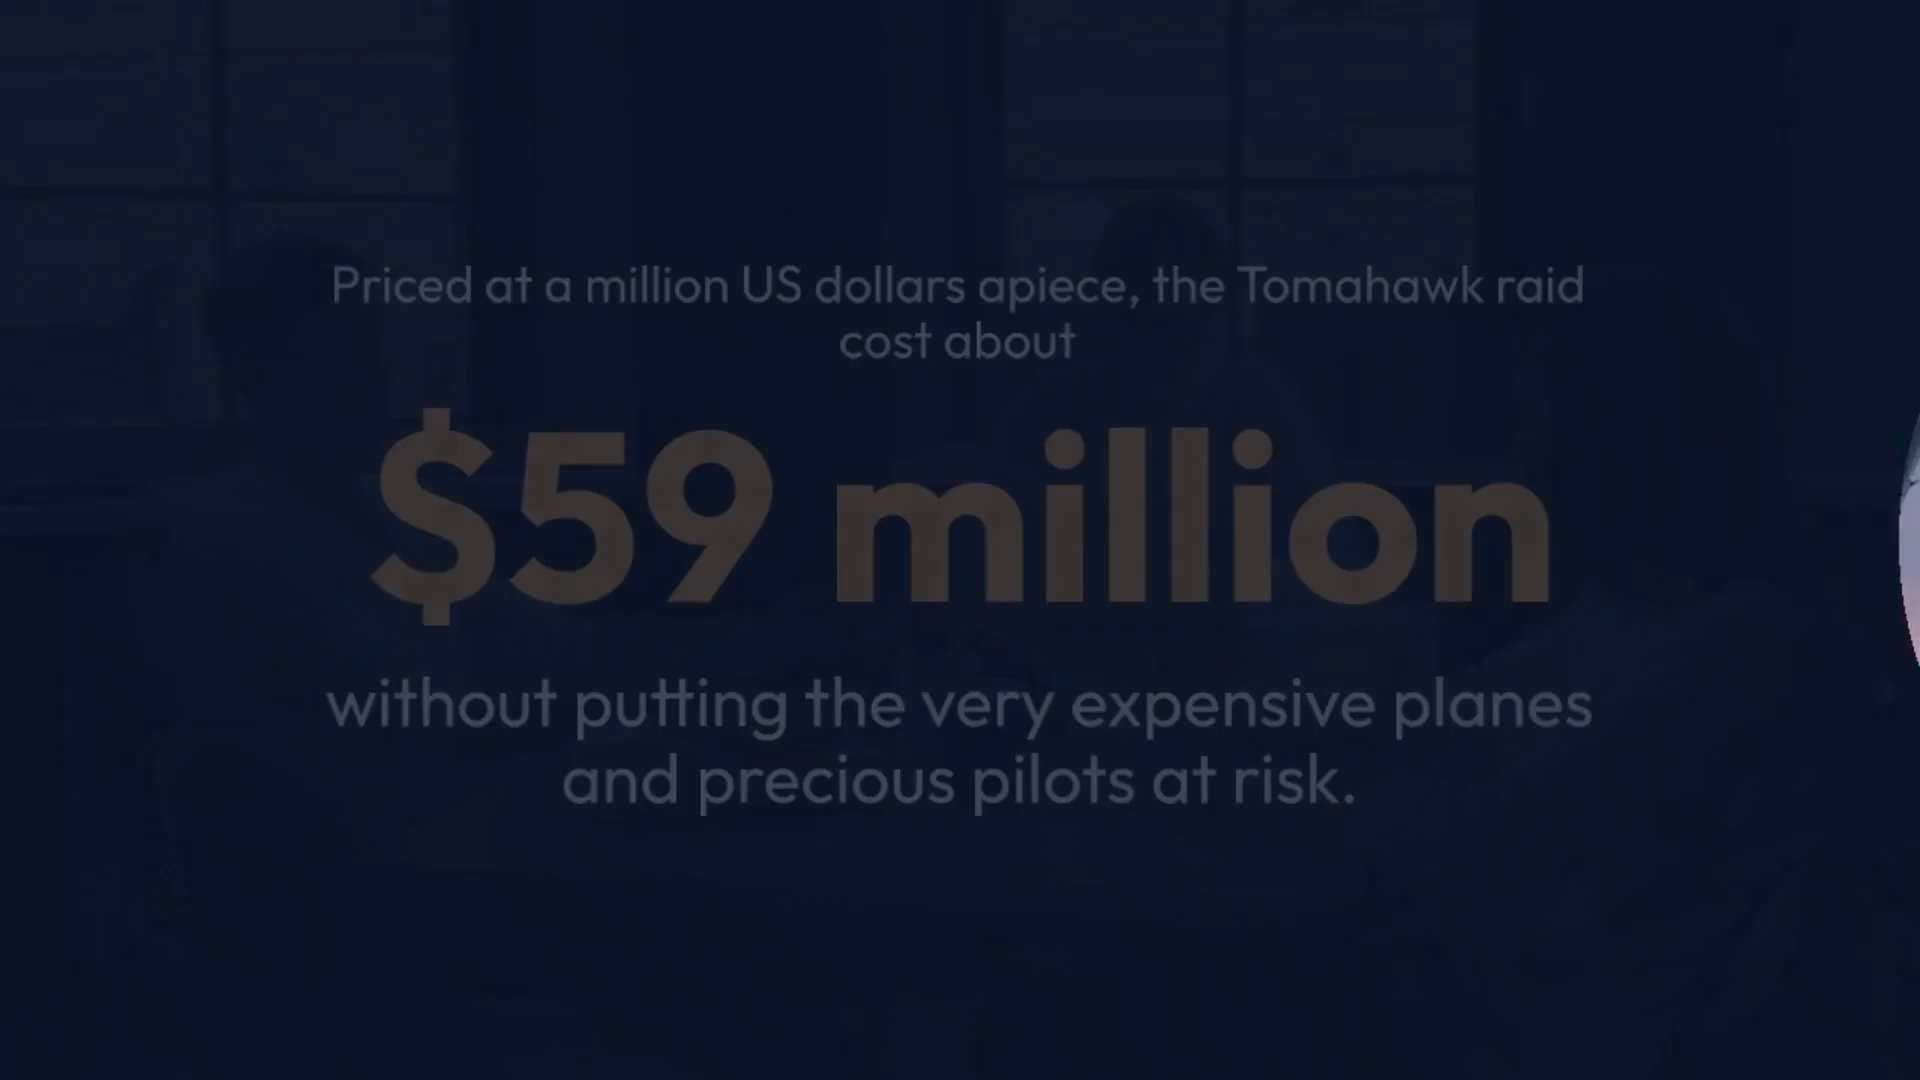 Priced at a million US dollars apiece, the Tomahawk raid
cost about
$59 million
without putting the very expensive planes
and precious pilots at risk.